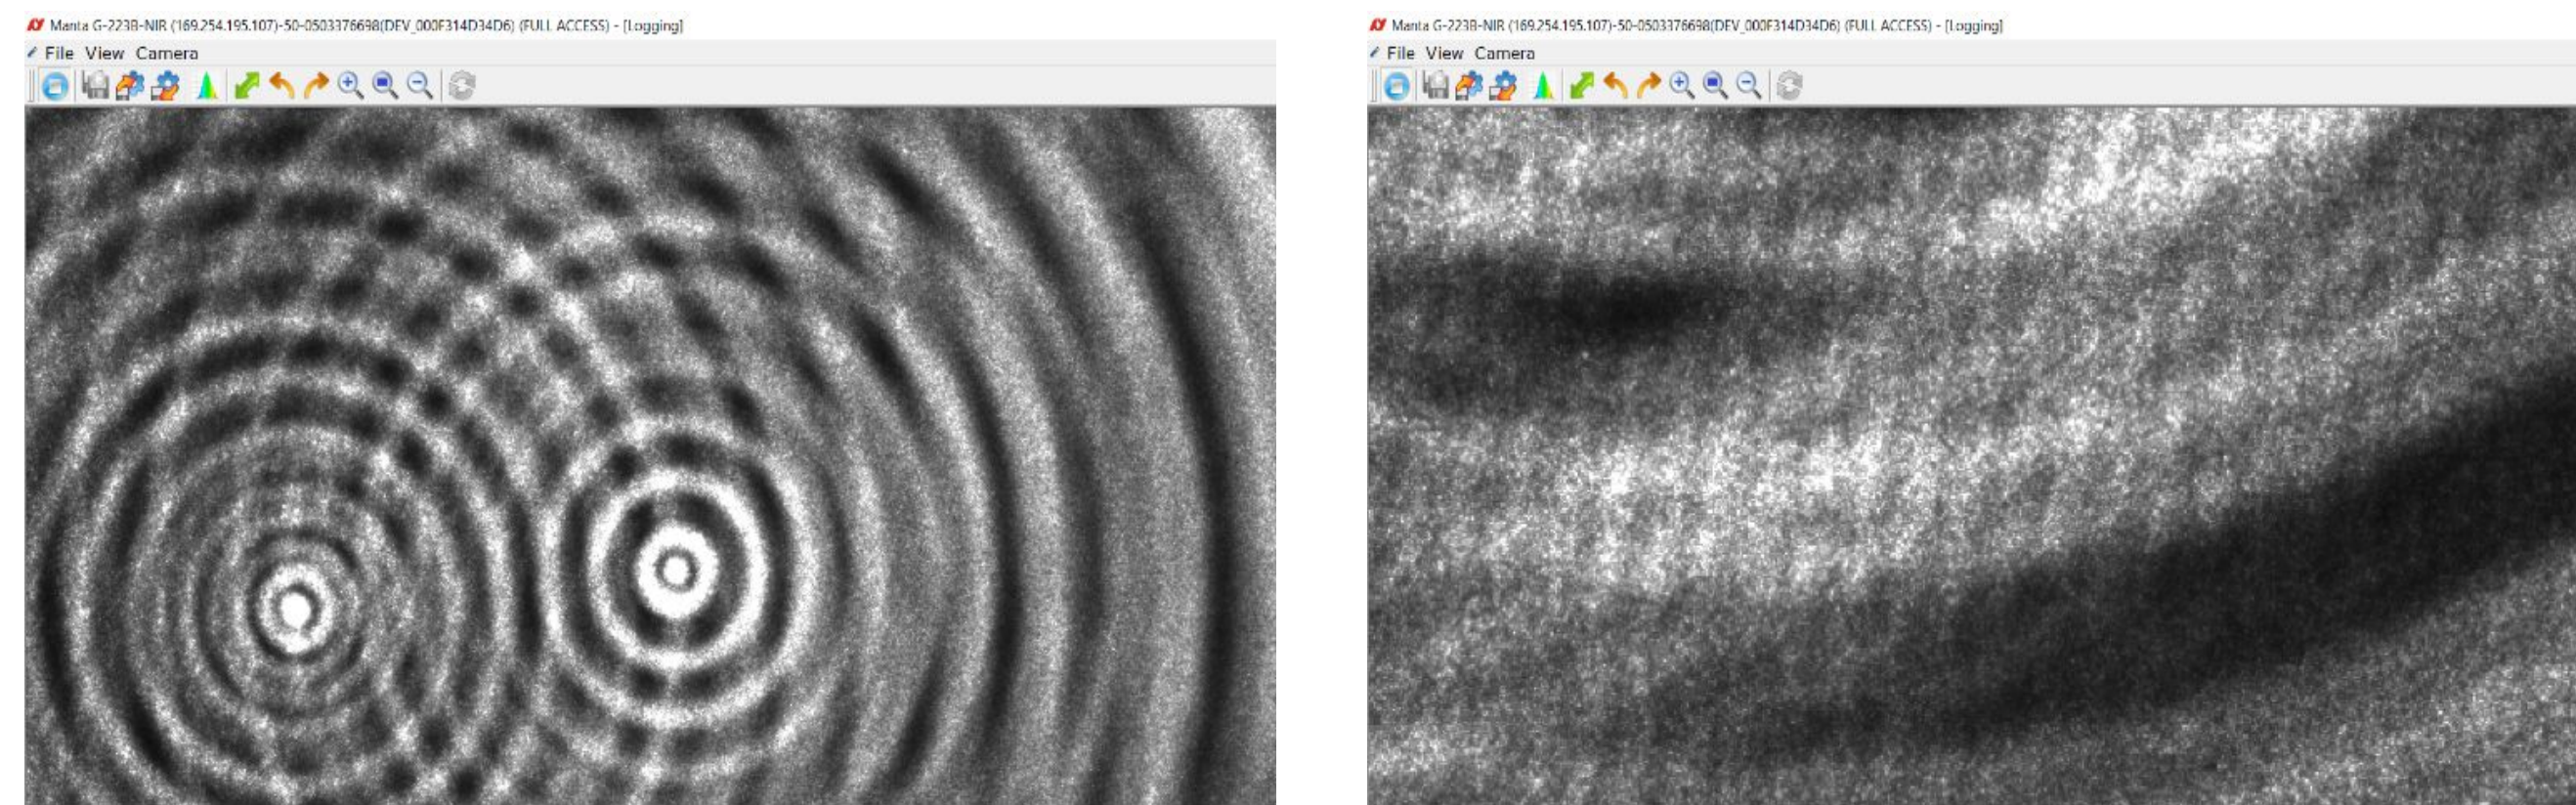 Manta G-223B-NIR (169.254.195.107)-50-0503376698(DEV_000F314D34D6) (FULL ACCESS) - [Logging]
File View Camera
Manta G-223B-NIR (169.254.195.107)-50-0503376698(DEV_000F314D34D6) (FULL ACCESS) - [Logging]
File View Camera